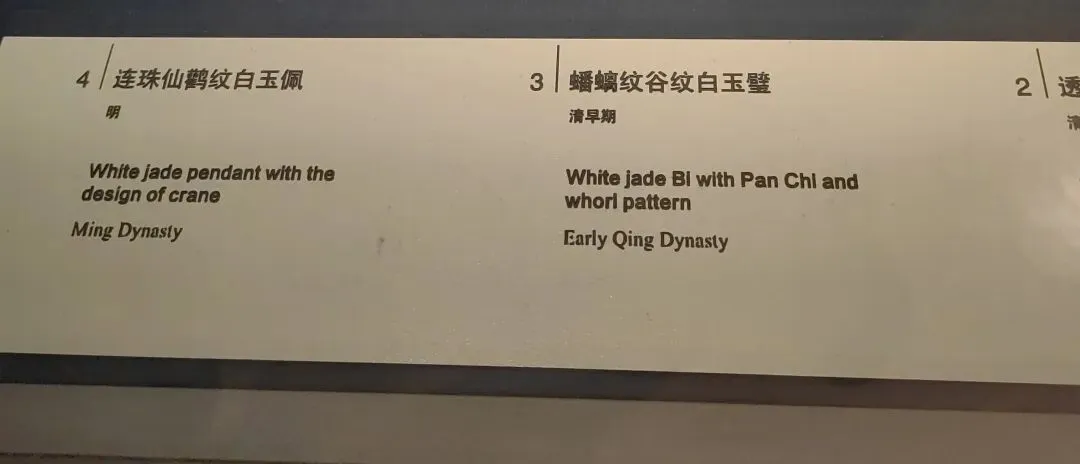 4 连珠仙鹤纹白玉佩
明
White jade pendant with the
design of crane
Ming Dynasty
3 蟠螭纹谷纹白玉璧
清早期
White jade Bi with Pan Chi and
whorl pattern
Early Qing Dynasty
2 透
清